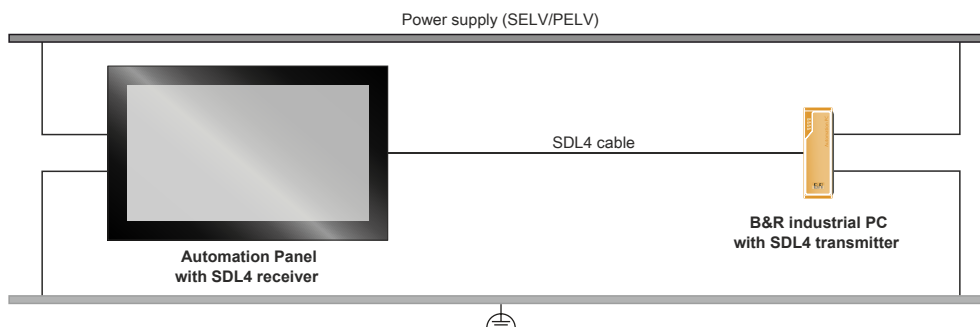 Power supply (SELV/PELV)
SDL4 cable
B&R industrial PC
with SDL4 transmitter
Automation Panel
with SDL4 receiver